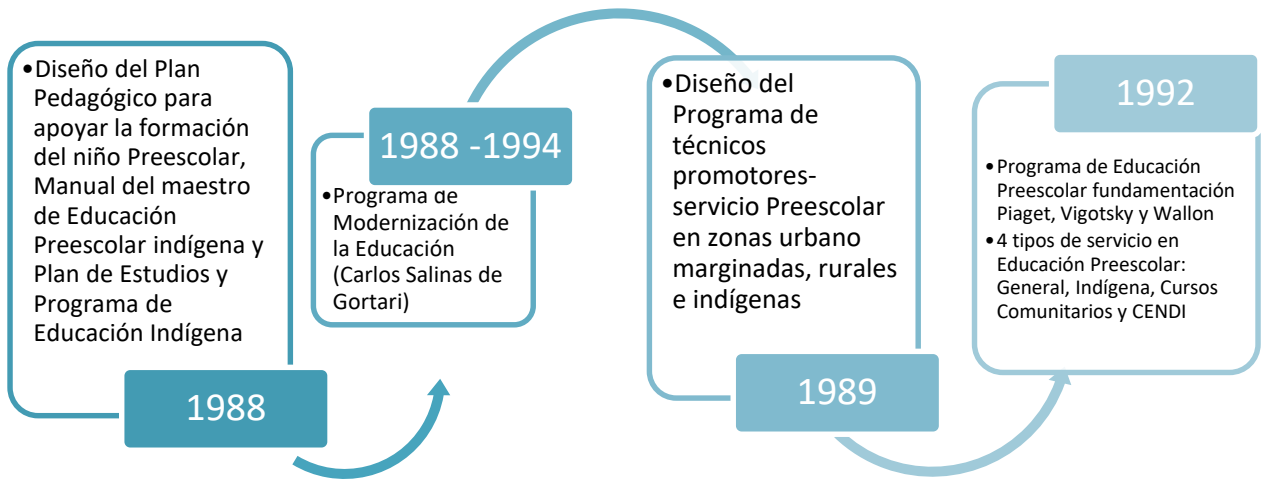 •Diseño del Plan
Pedagógico para
apoyar la formación
del niño Preescolar,
Manual del maestro
de Educación
Preescolar indígena y
Plan de Estudios y
Programa de
Educación Indígena
1988
1988 -1994
•Programa de
Modernización de
la Educación
(Carlos Salinas de
Gortari)
•Diseño del
Programa de
técnicos
promotores-
servicio Preescolar
en zonas urbano
marginadas, rurales
e indígenas
1989
1992
•Programa de Educación
Preescolar fundamentación
Piaget, Vigotsky y Wallon
•4 tipos de servicio en
Educación Preescolar:
General, Indígena, Cursos
Comunitarios y CENDI